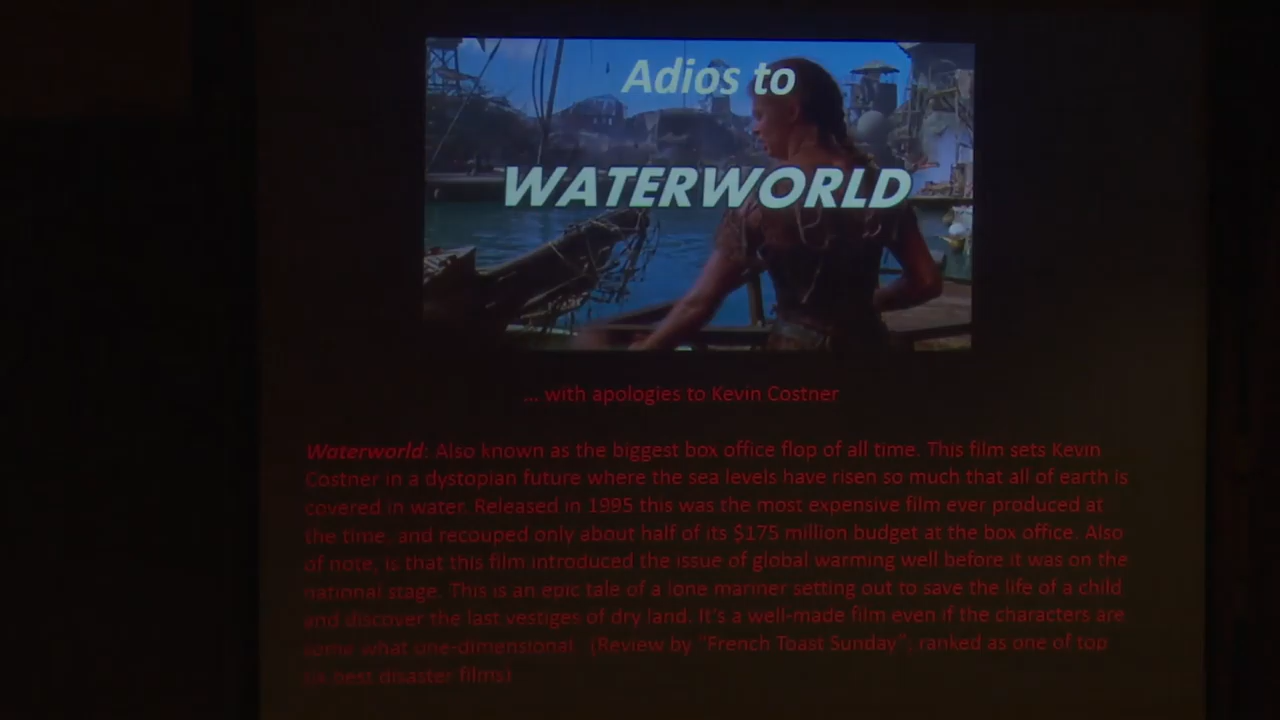 Adios to
WATERWORLD
... with apologies to Kevin Costner
Waterworld: Also known as the biggest box office flop of all time. This film sets Kevin
Costner in a dystopian future where the sea levels have risen so much that all of earth is
covered in water. Released in 1995 this was the most expensive film ever produced at
the time, and recouped only about half of its $175 million budget at the box office. Also
of note, is that this film introduced the issue of global warming well before it was on the
national stage. This is an epic tale of a lone mariner setting out to save the life of a child
and discover the last vestiges of dry land. It's a well-made film even if the characters are
some what one-dimensional. (Review by "French Toast Sunday"; ranked as one of top
best disaster films)